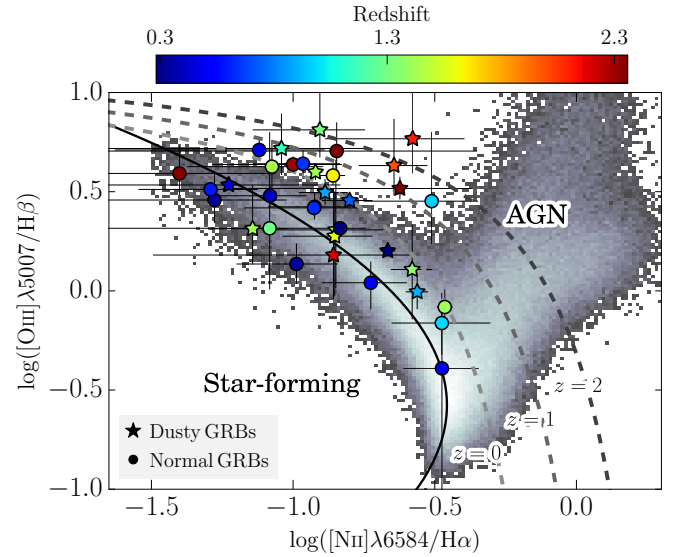 Redshift
0.3 1.3 2.3
1.0
0.5
0.0
−0.5
−1.0
log([OIII]λ5007/Hβ)
AGN
Star-forming
z = 2
z = 1
z = 0
Dusty GRBs
Normal GRBs
−1.5 −1.0 −0.5 0.0
log([NII]λ6584/Hα)